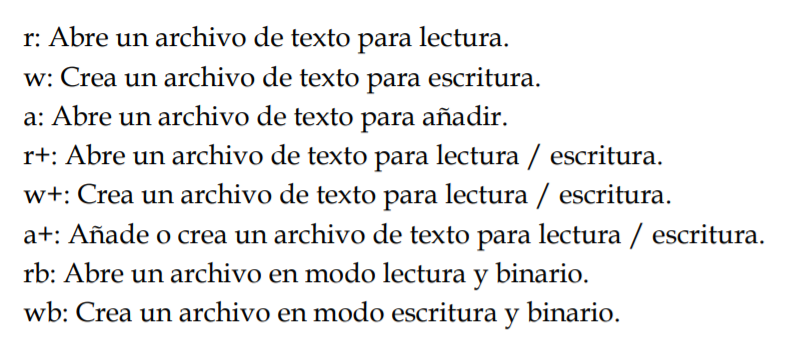 r: Abre un archivo de texto para lectura.
w: Crea un archivo de texto para escritura.
a: Abre un archivo de texto para añadir.
r+: Abre un archivo de texto para lectura / escritura.
w+: Crea un archivo de texto para lectura / escritura.
a+: Añade o crea un archivo de texto para lectura / escritura.
rb: Abre un archivo en modo lectura y binario.
wb: Crea un archivo en modo escritura y binario.